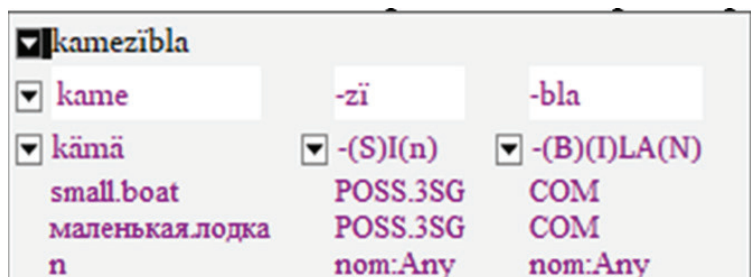 kamezïbla
kame -zï -bla
kämä -(S)I(n) -(B)(I)LA(N)
small.boat POSS.3SG COM
маленькая.лодка POSS.3SG COM
n nom:Any nom:Any